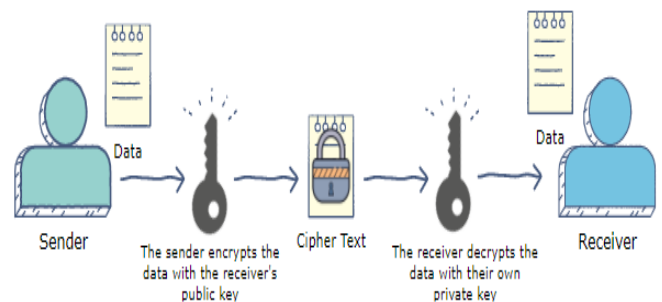 Data
Data
Sender
The sender encrypts the
data with the receiver's
public key
Cipher Text
The receiver decrypts the
data with their own
private key
Receiver